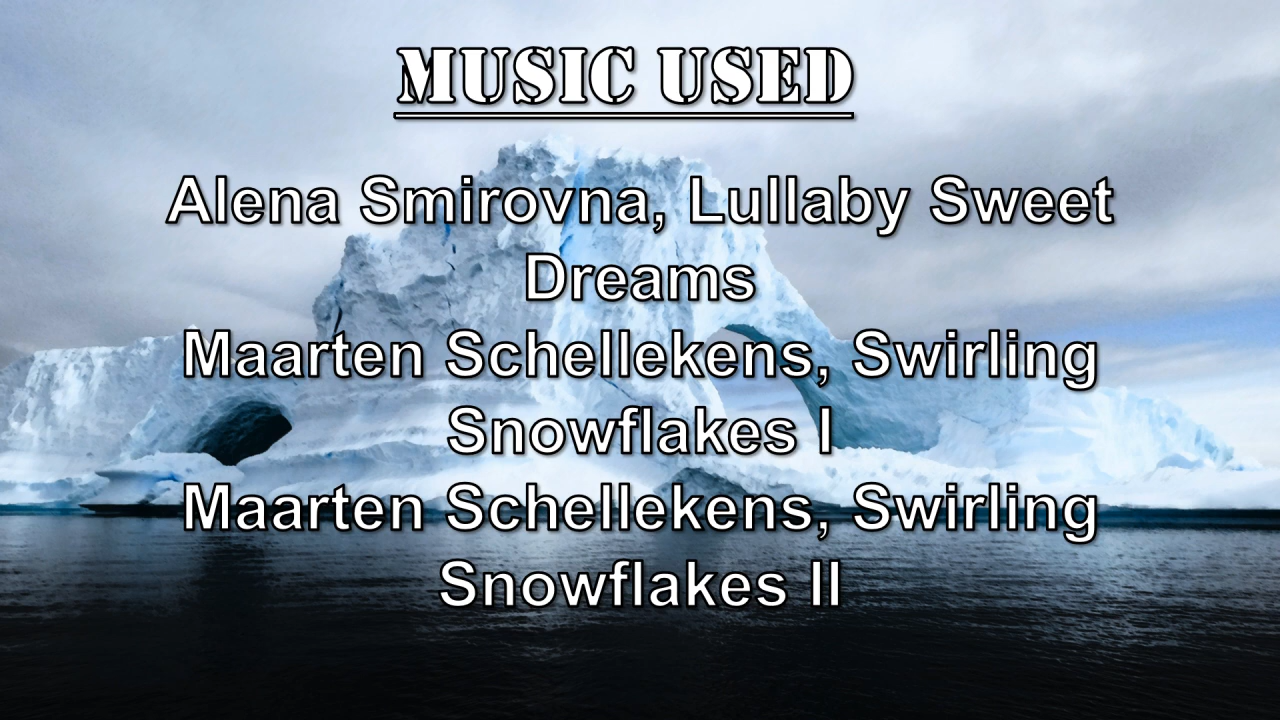 MUSIC USED
Alena Smirovna, Lullaby Sweet
Dreams
Maarten Schellekens, Swirling
Snowflakes I
Maarten Schellekens, Swirling
Snowflakes II